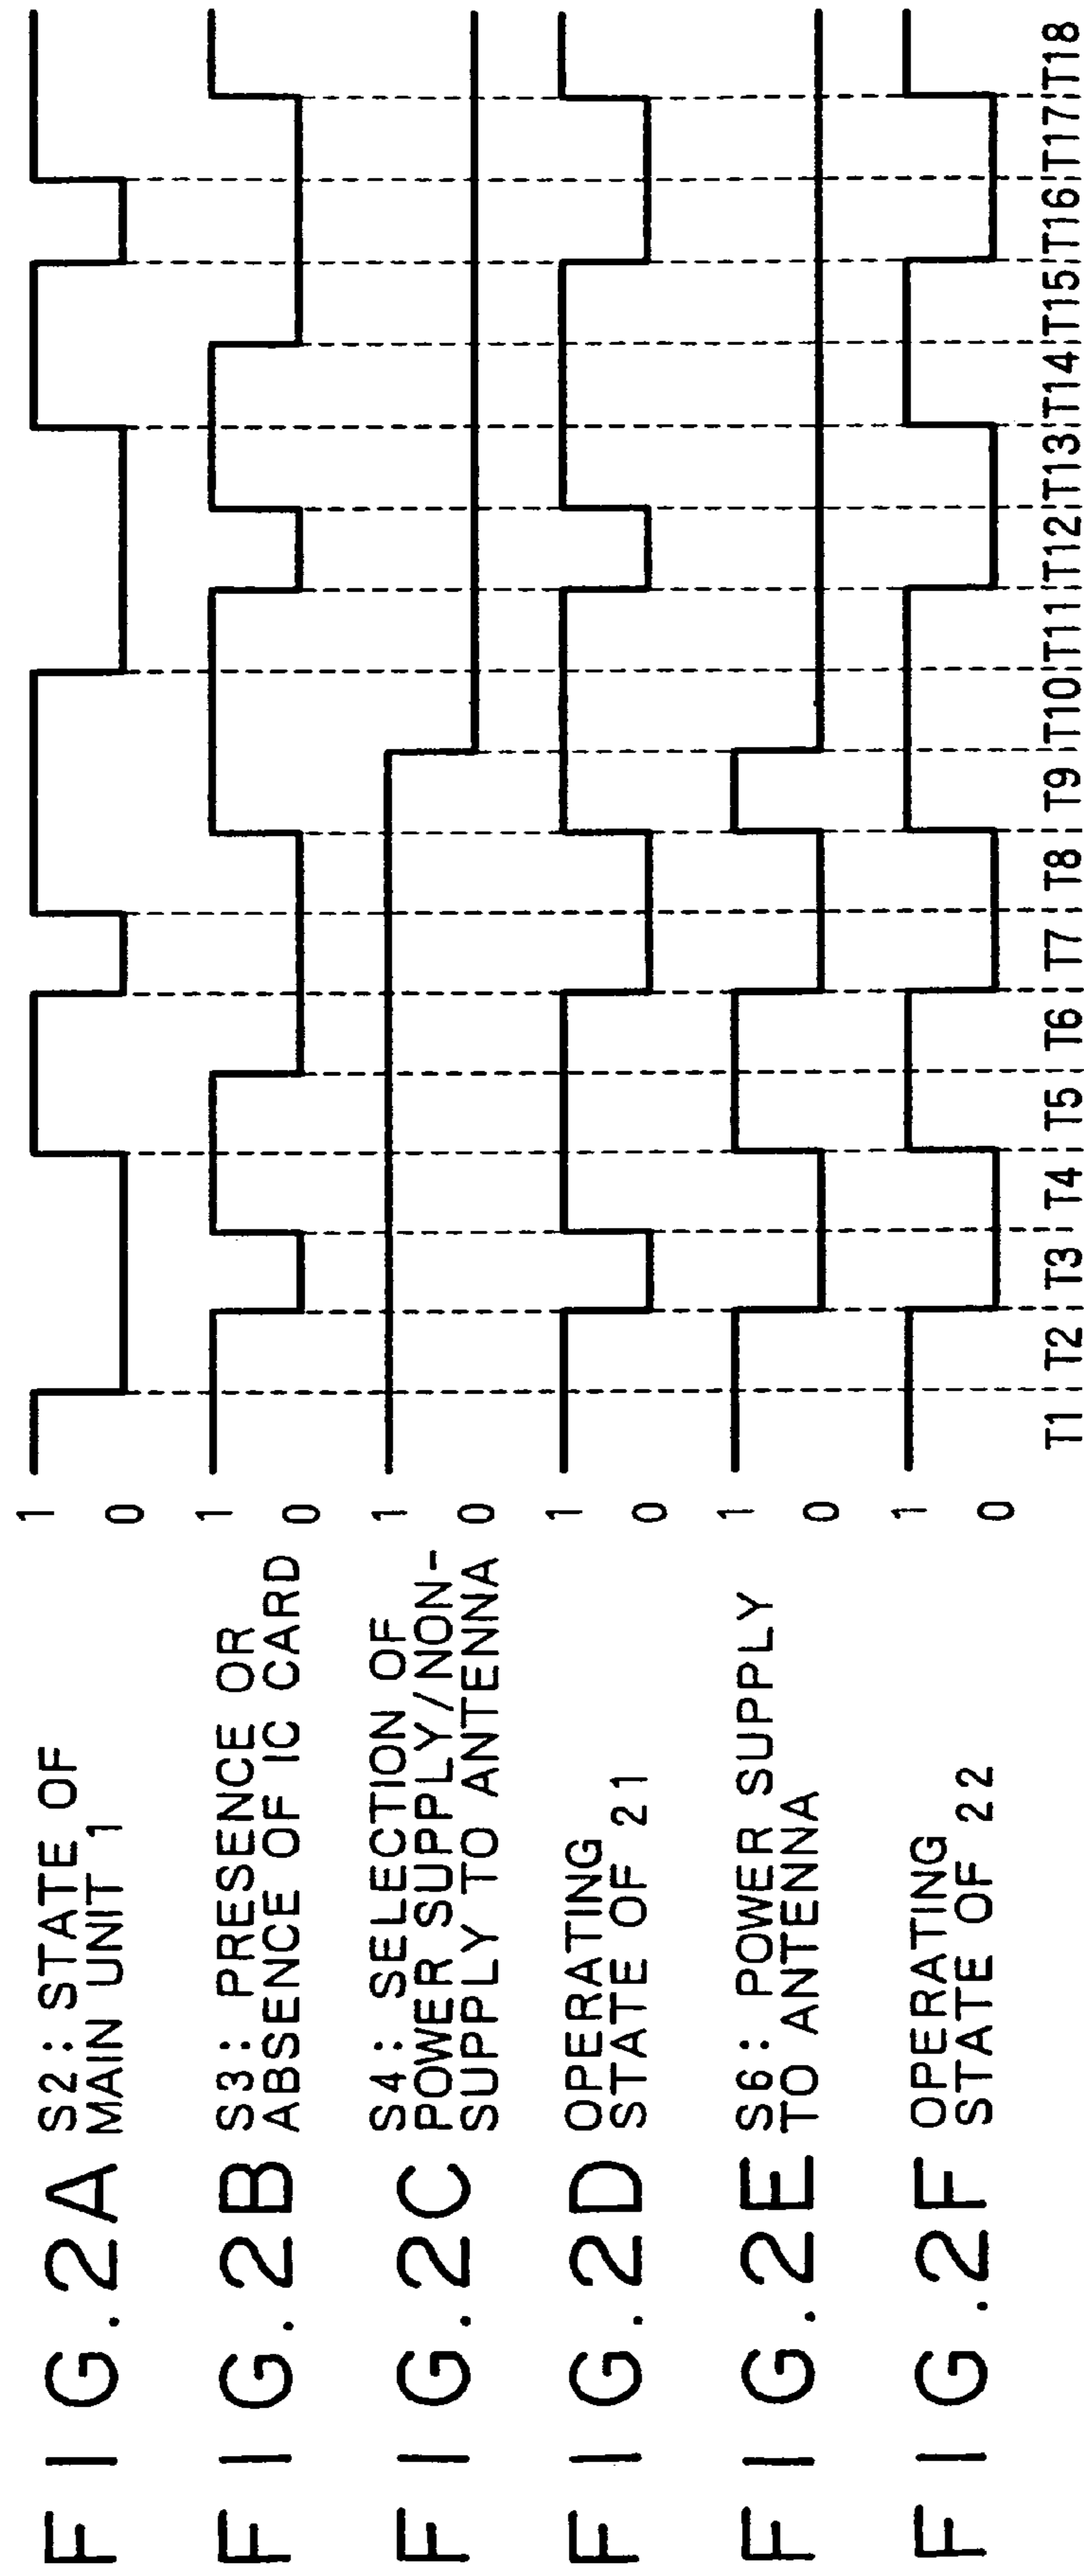 FIG.2A S2: STATE OF
MAIN UNIT 1
1
0
FIG.2B S3: PRESENCE OR
ABSENCE OF IC CARD
1
0
FIG.2C S4: SELECTION OF
POWER SUPPLY/NON-
SUPPLY TO ANTENNA
1
0
FIG.2D OPERATING
STATE OF 21
1
0
FIG.2E S6: POWER SUPPLY
TO ANTENNA
1
0
FIG.2F OPERATING
STATE OF 22
1
0
T1 T2 T3 T4 T5 T6 T7 T8 T9 T10 T11 T12 T13 T14 T15 T16 T17 T18